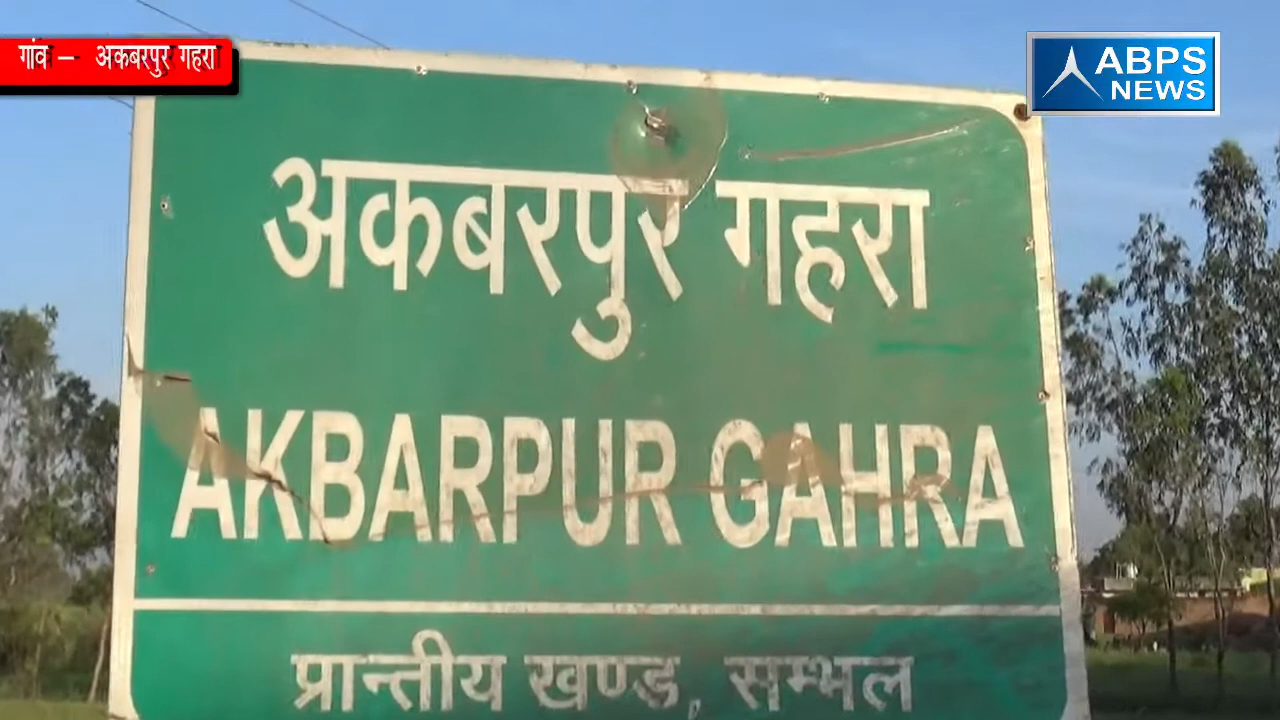 गांव – अकबरपुर गहरा
ABPS
NEWS
अकबरपुर गहरा
AKBARPUR GAHRA
प्रान्तीय खण्ड, सम्भल